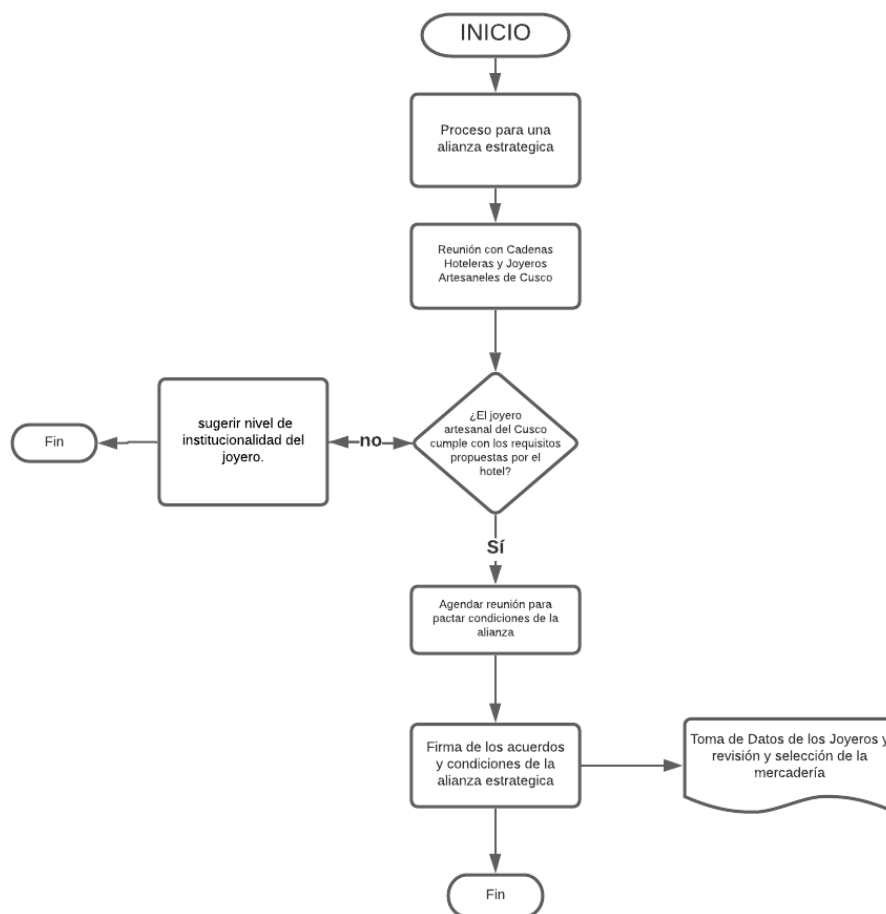 INICIO
Proceso para una
alianza estrategica
Reunión con Cadenas
Hoteleras y Joyeros
Artesaneles de Cusco
¿El joyero
artesanal del Cusco
cumple con los requisitos
propuestas por el
hotel?
no
sugerir nivel de
institucionalidad del
joyero.
Fin
Sí
Agendar reunión para
pactar condiciones de la
alianza
Firma de los acuerdos
y condiciones de la
alianza estrategica
Toma de Datos de los Joyeros y
revisión y selección de la
mercadería
Fin